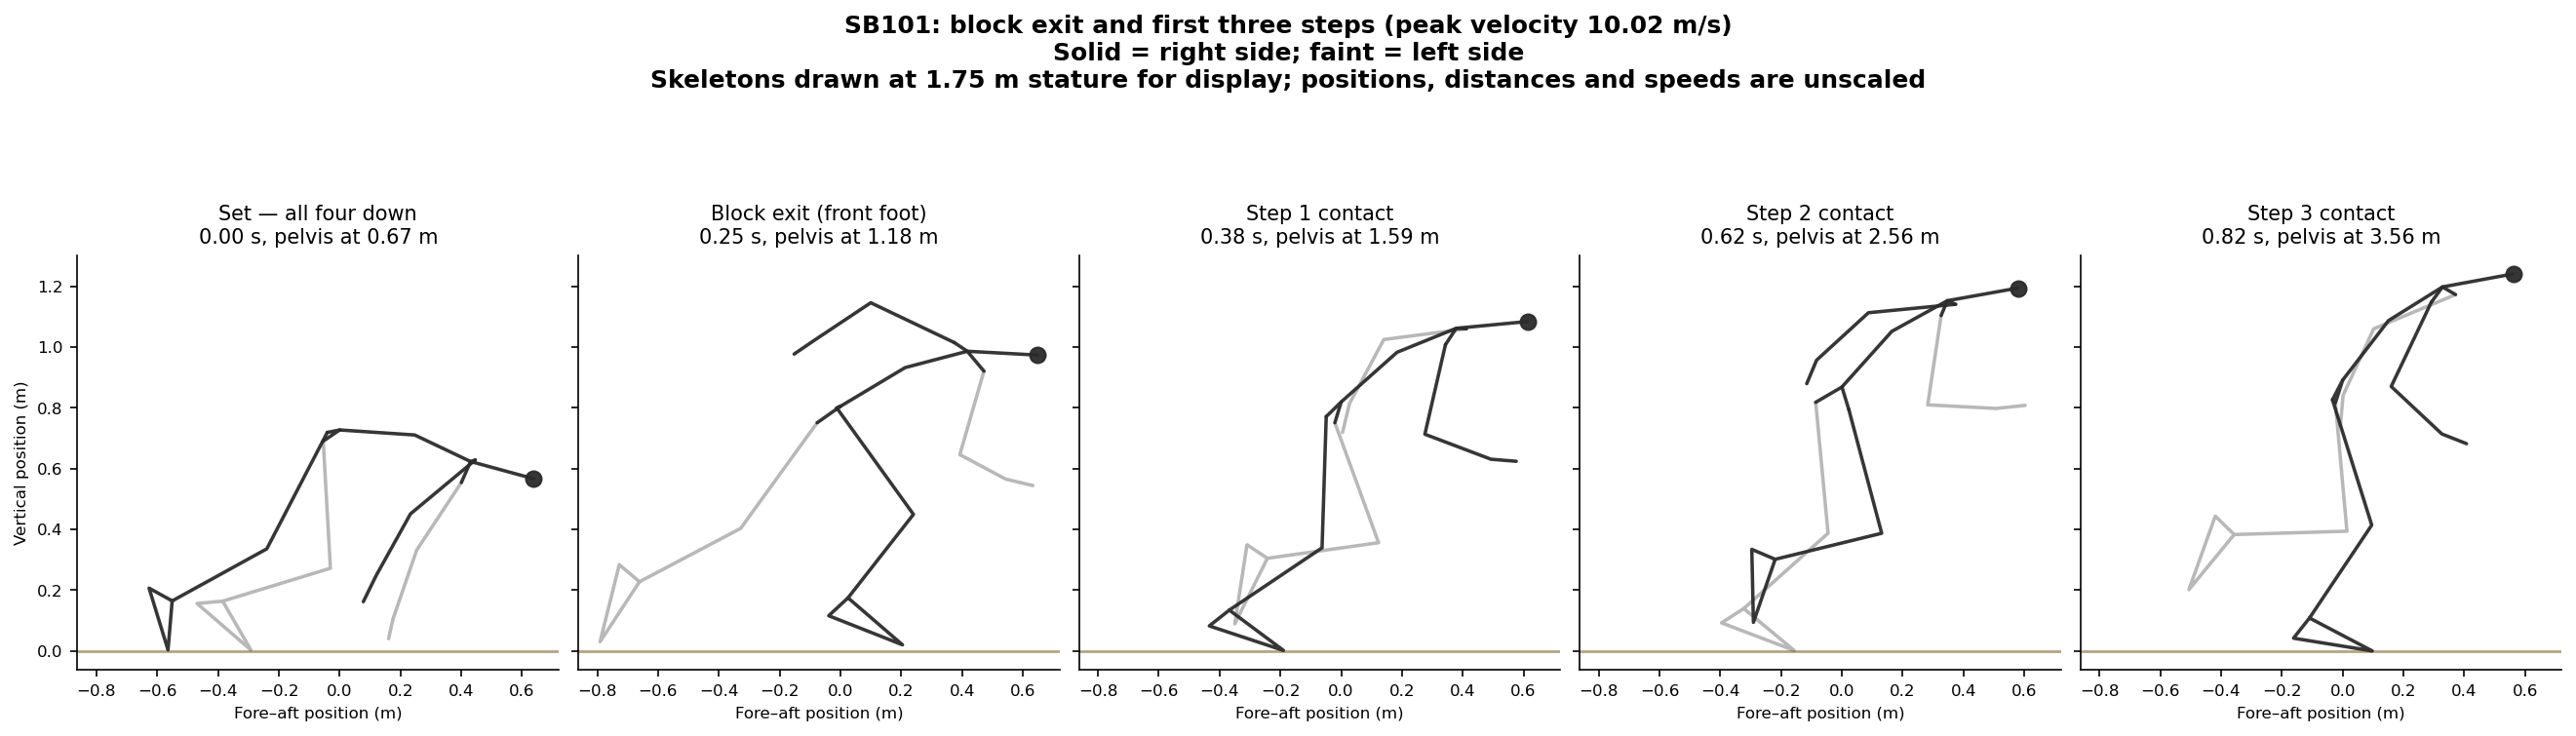 SB101: block exit and first three steps (peak velocity 10.02 m/s)
Solid = right side; faint = left side
Skeletons drawn at 1.75 m stature for display; positions, distances and speeds are unscaled
Set — all four down
0.00 s, pelvis at 0.67 m
Block exit (front foot)
0.25 s, pelvis at 1.18 m
Step 1 contact
0.38 s, pelvis at 1.59 m
Step 2 contact
0.62 s, pelvis at 2.56 m
Step 3 contact
0.82 s, pelvis at 3.56 m
Vertical position (m)
1.2
1.0
0.8
0.6
0.4
0.2
0.0
−0.8 −0.6 −0.4 −0.2 0.0 0.2 0.4 0.6
−0.8 −0.6 −0.4 −0.2 0.0 0.2 0.4 0.6
−0.8 −0.6 −0.4 −0.2 0.0 0.2 0.4 0.6
−0.8 −0.6 −0.4 −0.2 0.0 0.2 0.4 0.6
−0.8 −0.6 −0.4 −0.2 0.0 0.2 0.4 0.6
Fore–aft position (m)
Fore–aft position (m)
Fore–aft position (m)
Fore–aft position (m)
Fore–aft position (m)